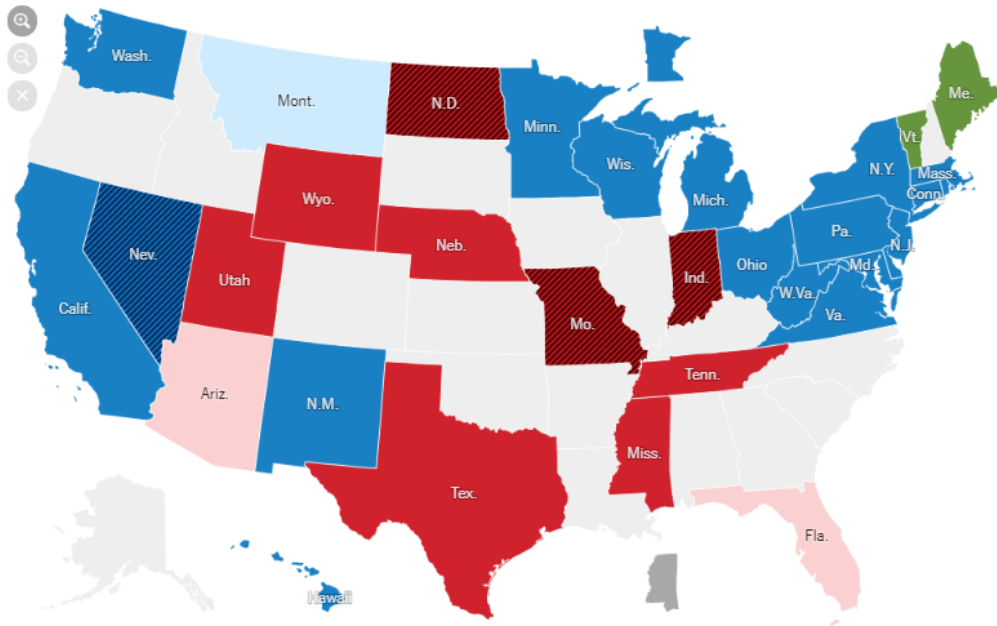 Wash.
Mont.
N.D.
Minn.
Wis.
Mich.
Me.
Vt.
N.Y.
Mass.
Conn.
Wyo.
Neb.
Pa.
N.J.
Nev.
Utah
Ind.
Ohio
Md.
W.Va.
Va.
Calif.
Mo.
Ariz.
N.M.
Tenn.
Miss.
Tex.
Fla.
Hawaii